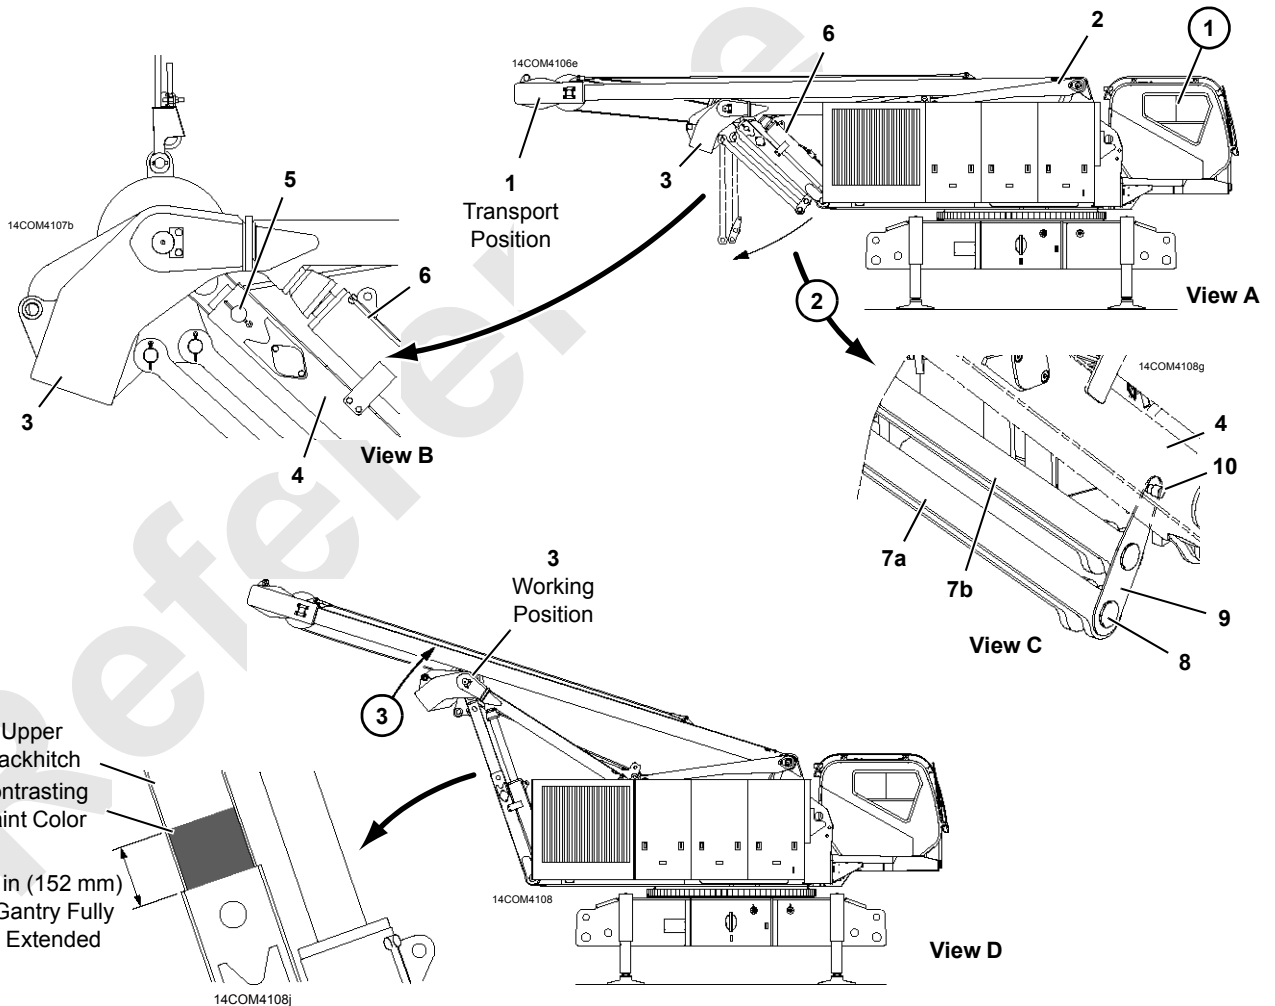 14COM4106e
6
2
1
1
Transport
Position
3
2
View A
14COM4107b
5
6
3
4
View B
14COM4108g
4
10
7a
7b
9
8
View C
3
Working
Position
3
Upper
ackhitch
ontrasting
aint Color
in (152 mm)
Gantry Fully
Extended
14COM4108j
14COM4108
View D
Reference